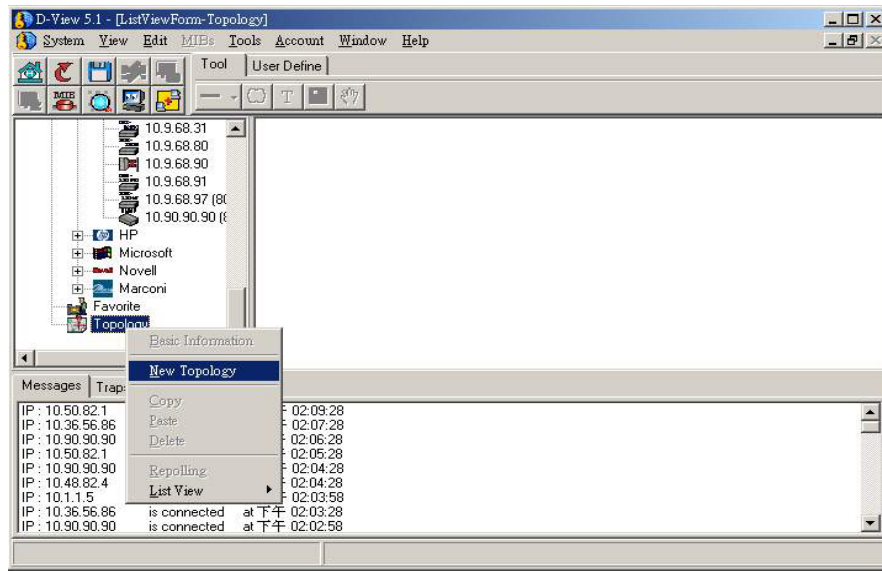 D-View 5.1 - [ListViewForm-Topology]
System View Edit MIBs Tools Account Window Help
Tool User Define
MIB
T
10.9.68.31
10.9.68.80
10.9.68.90
10.9.68.91
10.9.68.97 (80
10.90.90.90 (8
HP
Microsoft
Novell
Marconi
Favorite
Topology
Basic Information
New Topology
Copy
Paste
Delete
Repolling
List View
Messages Trap
IP : 10.50.82.1 02:09:28
IP : 10.36.56.86 02:07:28
IP : 10.90.90.90 02:06:28
IP : 10.50.82.1 02:05:28
IP : 10.90.90.90 02:04:28
IP : 10.48.82.4 02:04:28
IP : 10.1.1.5 02:03:58
IP : 10.36.56.86 is connected at 下午 02:03:28
IP : 10.90.90.90 is connected at 下午 02:02:58